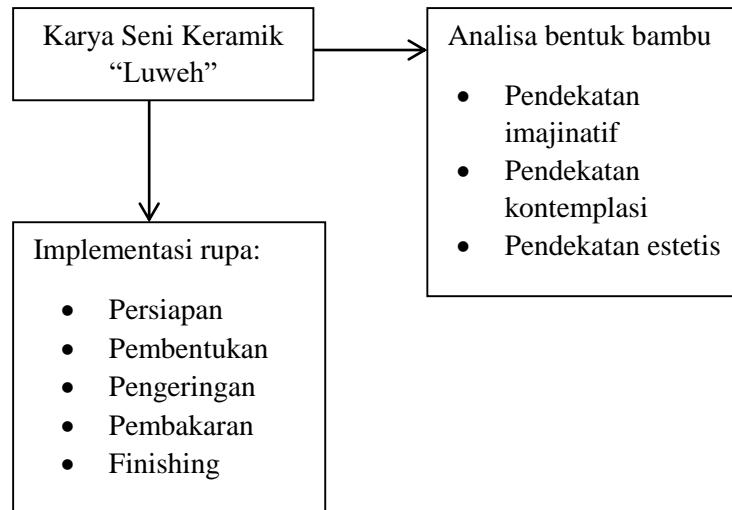 Karya Seni Keramik
“Luweh”
Analisa bentuk bambu
• Pendekatan
imajinatif
• Pendekatan
kontemplasi
• Pendekatan estetis
Implementasi rupa:
• Persiapan
• Pembentukan
• Pengeringan
• Pembakaran
• Finishing